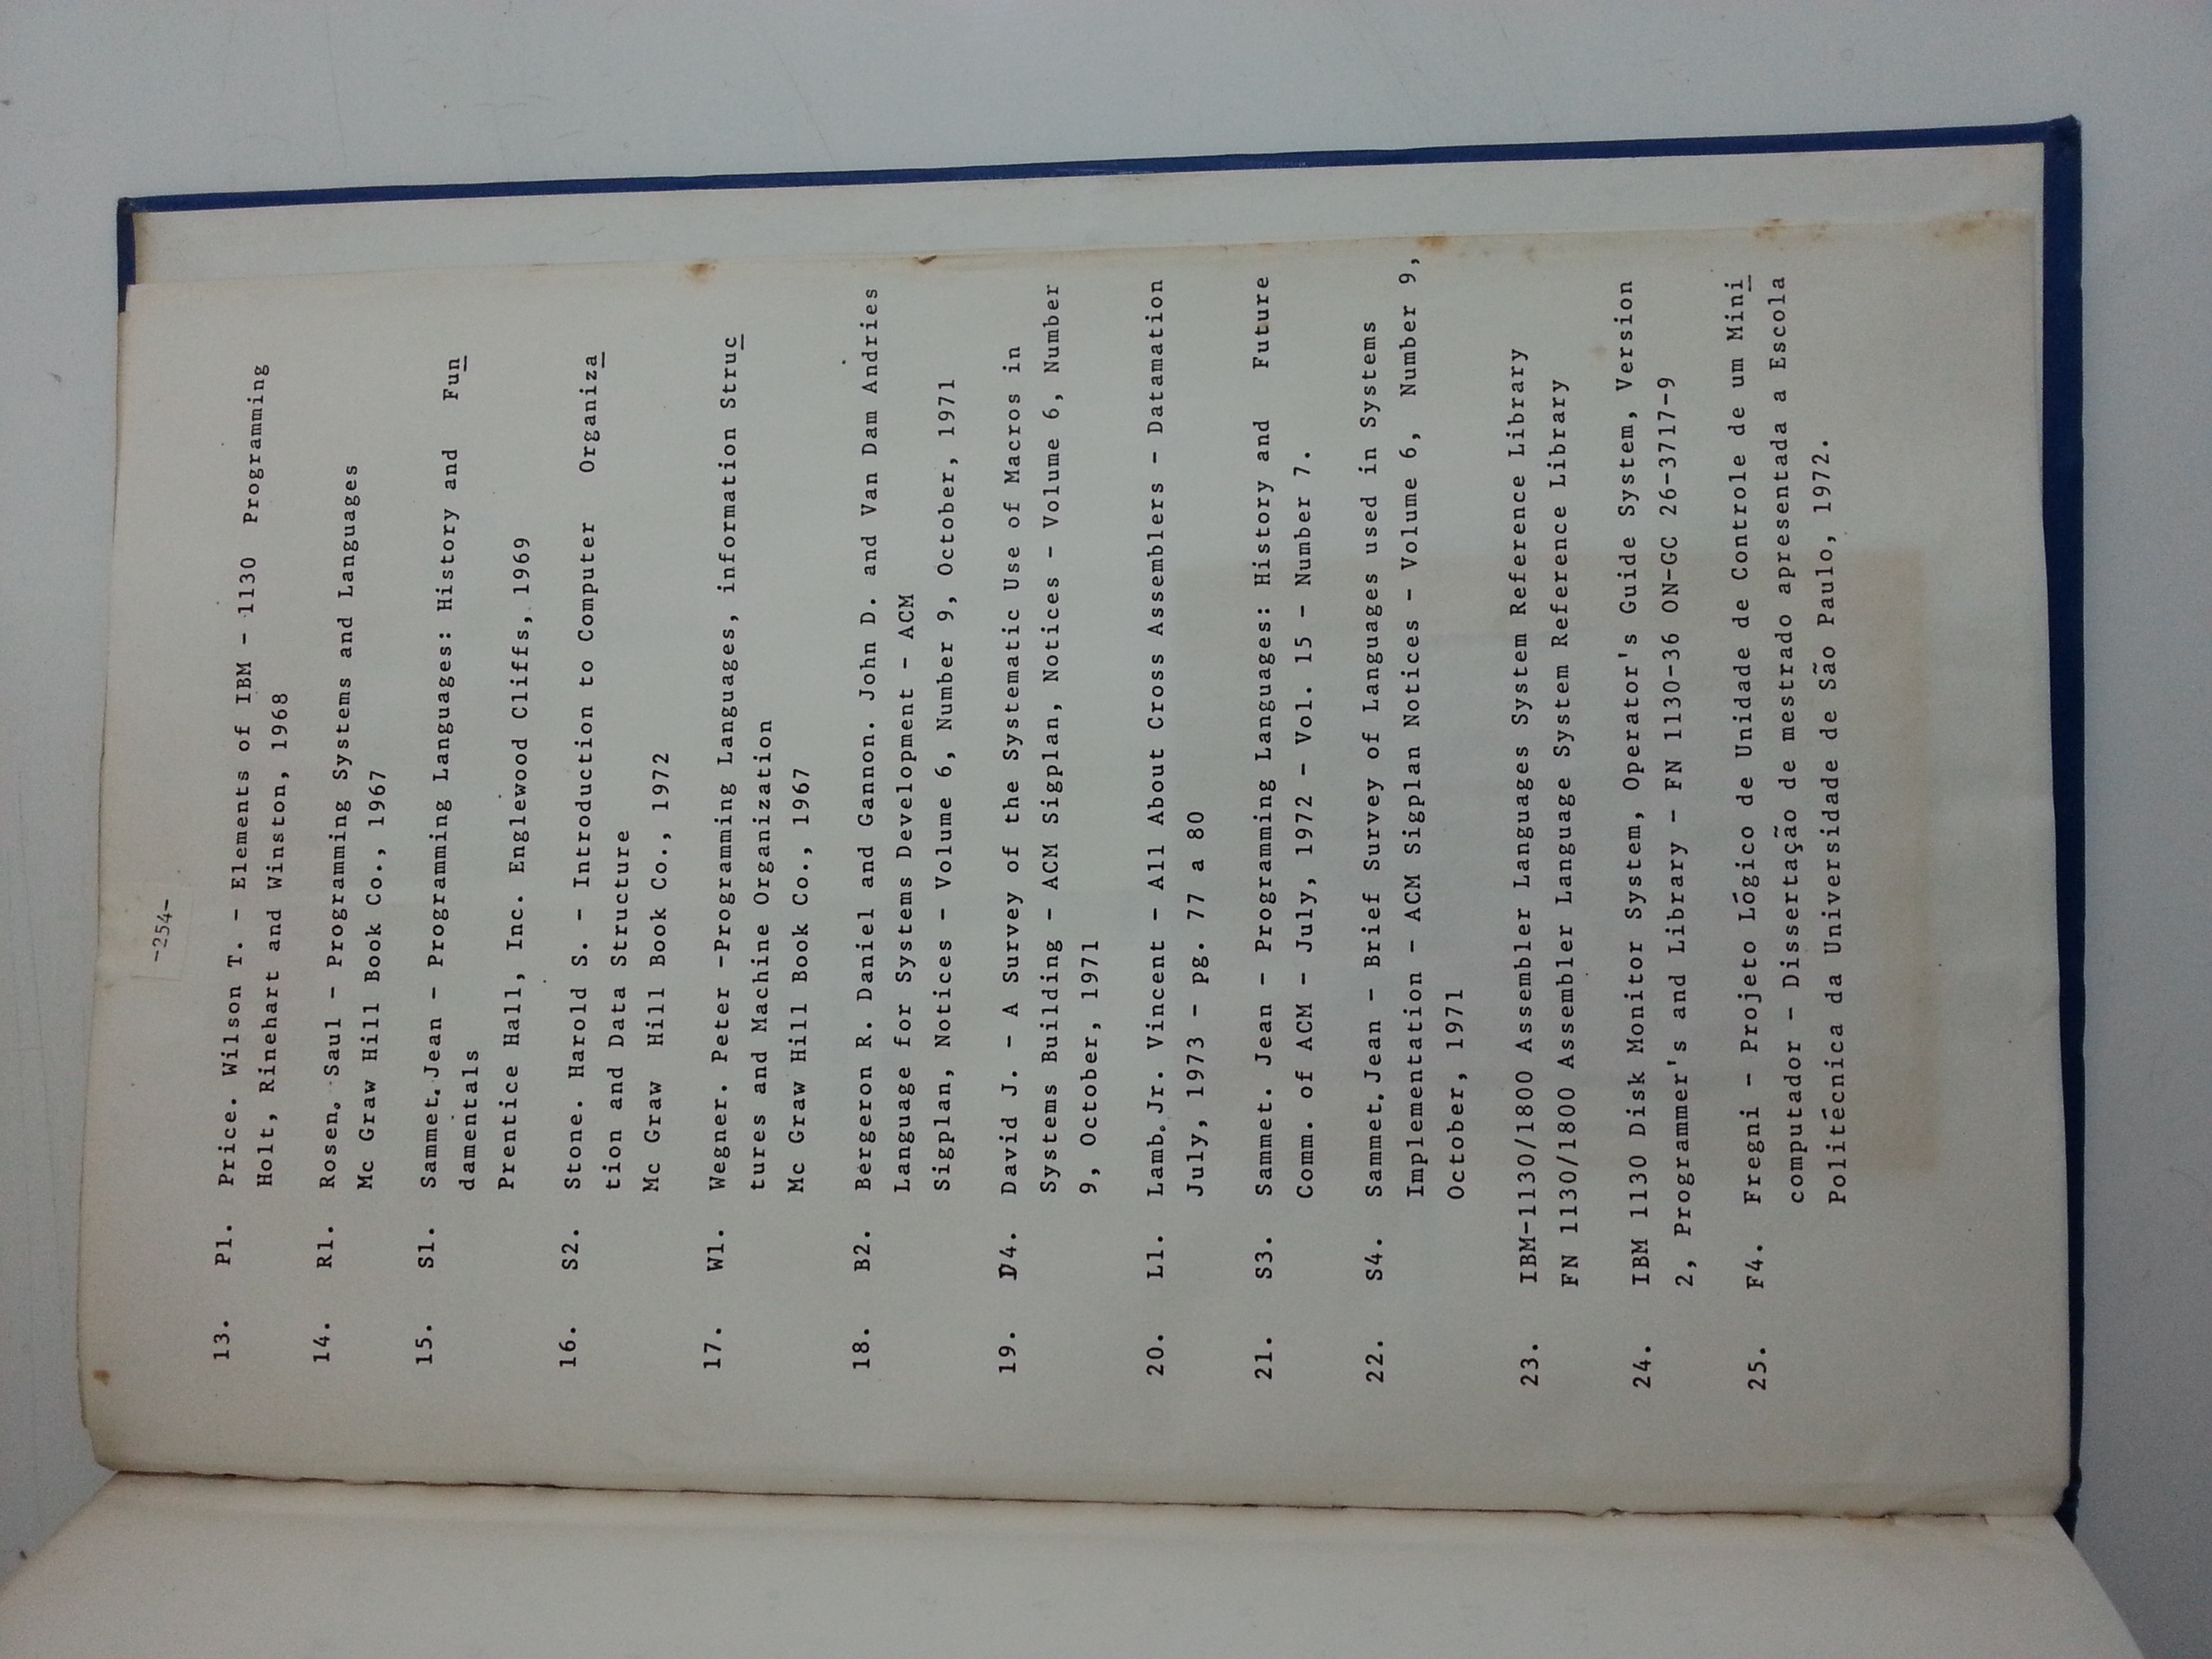 -254-
13. P1. Price. Wilson T. - Elements of IBM - 1130 Programming
Holt, Rinehart and Winston, 1968
14. R1. Rosen. Saul - Programming Systems and Languages
Mc Graw Hill Book Co., 1967
15. S1. Sammet. Jean - Programming Languages: History and Fun
damentals
Prentice Hall, Inc. Englewood Cliffs, 1969
16. S2. Stone. Harold S. - Introduction to Computer Organiza
tion and Data Structure
Mc Graw Hill Book Co., 1972
17. W1. Wegner. Peter -Programming Languages, information Struc
tures and Machine Organization
Mc Graw Hill Book Co., 1967
18. B2. Bergeron R. Daniel and Gannon. John D. and Van Dam Andries
Language for Systems Development - ACM
Sigplan, Notices - Volume 6, Number 9, October, 1971
19. D4. David J. - A Survey of the Systematic Use of Macros in
Systems Building - ACM Sigplan, Notices - Volume 6, Number
9, October, 1971
20. L1. Lamb. Jr. Vincent - All About Cross Assemblers - Datamation
July, 1973 - pg. 77 a 80
21. S3. Sammet. Jean - Programming Languages: History and Future
Comm. of ACM - July, 1972 - Vol. 15 - Number 7.
22. S4. Sammet. Jean - Brief Survey of Languages used in Systems
Implementation - ACM Sigplan Notices - Volume 6, Number 9,
October, 1971
23. IBM-1130/1800 Assembler Languages System Reference Library
FN 1130/1800 Assembler Language System Reference Library
24. IBM 1130 Disk Monitor System, Operator's Guide System, Version
2, Programmer's and Library - FN 1130-36 ON-GC 26-3717-9
25. F4. Fregni - Projeto Lógico de Unidade de Controle de um Mini
computador - Dissertação de mestrado apresentada a Escola
Politécnica da Universidade de São Paulo, 1972.